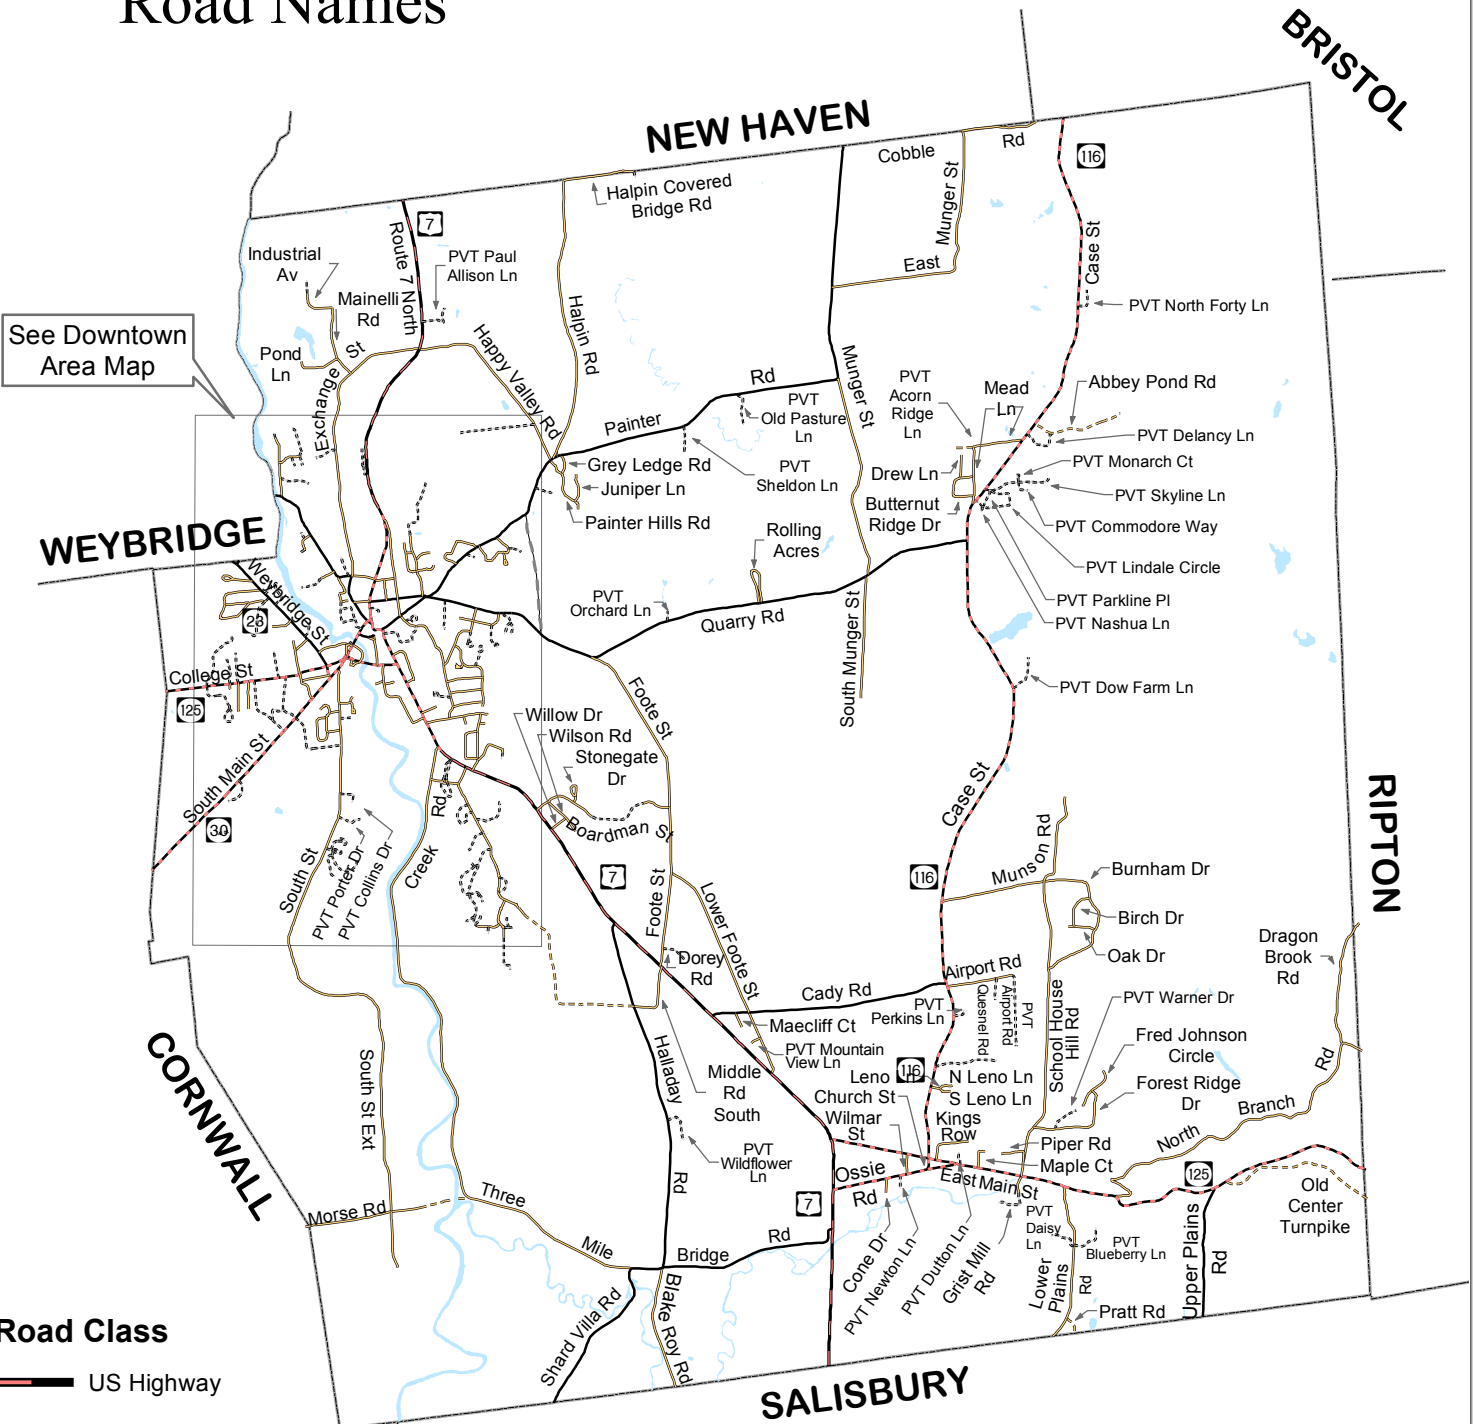 Road Names
BRISTOL
NEW HAVEN
116
Cobble
Rd
Halpin Covered
Bridge Rd
Munger St
East
Case St
7
Route 7 North
PVT Paul
Allison Ln
Industrial
Av
Mainelli
Rd
Pond
Ln
Exchange
St
See Downtown
Area Map
Happy Valley Rd
Halpin Rd
PVT North Forty Ln
Painter
Rd
Munger St
PVT
Old Pasture
Ln
PVT
Sheldon Ln
PVT
Acorn
Ridge
Ln
Mead
Ln
Abbey Pond Rd
PVT Delancy Ln
PVT Monarch Ct
PVT Skyline Ln
PVT Commodore Way
PVT Lindale Circle
PVT Parkline Pl
PVT Nashua Ln
Drew Ln
Butternut
Ridge Dr
Grey Ledge Rd
Juniper Ln
Painter Hills Rd
Rolling
Acres
PVT
Orchard Ln
Quarry Rd
South Munger St
WEYBRIDGE
Weybridge St
23
College St
125
South Main St
30
PVT Dow Farm Ln
Foote St
Willow Dr
Wilson Rd
Stonegate
Dr
Boardman St
Case St
RIPTON
South St
PVT Porter Dr
PVT Collins Dr
Creek
Rd
7
Foote St
Lower Foote St
116
Munson Rd
Burnham Dr
Birch Dr
Oak Dr
Dragon
Brook
Rd
Dorey
Rd
Airport Rd
Cady Rd
PVT
Perkins Ln
Quesnel Rd
Airport Rd
PVT
School House
Hill Rd
PVT Warner Dr
Fred Johnson
Circle
Forest Ridge
Dr
Maecliff Ct
PVT Mountain
View Ln
Middle
Rd
South
CORNWALL
South St Ext
Halladay
Rd
116
Leno Ln
N Leno Ln
S Leno Ln
Church St
Wilmar
St
Kings
Row
Piper Rd
Maple Ct
North
Branch
Rd
PVT
Wildflower
Ln
Ossie
Rd
East Main St
125
Old
Center
Turnpike
7
Morse Rd
Three
Mile
Bridge
Rd
Cone Dr
PVT Newton Ln
PVT Dutton Ln
Grist Mill
Rd
PVT
Daisy
Ln
PVT
Blueberry Ln
Lower
Plains
Rd
Upper Plains
Rd
Pratt Rd
Shard Villa Rd
Blake Roy Rd
Road Class
US Highway
SALISBURY